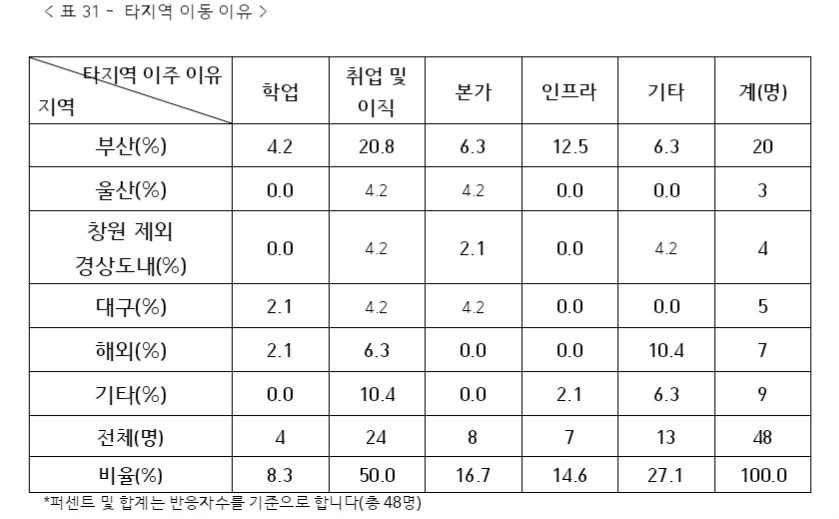 < 표 31 - 타지역 이동 이유 >
타지역 이주 이유
지역
학업 취업 및 이직 본가 인프라 기타 계(명)
부산(%) 4.2 20.8 6.3 12.5 6.3 20
울산(%) 0.0 4.2 4.2 0.0 0.0 3
창원 제외
경상도내(%) 0.0 4.2 2.1 0.0 4.2 4
대구(%) 2.1 4.2 4.2 0.0 0.0 5
해외(%) 2.1 6.3 0.0 0.0 10.4 7
기타(%) 0.0 10.4 0.0 2.1 6.3 9
전체(명) 4 24 8 7 13 48
비율(%) 8.3 50.0 16.7 14.6 27.1 100.0
*퍼센트 및 합계는 반응자수를 기준으로 합니다(총 48명)